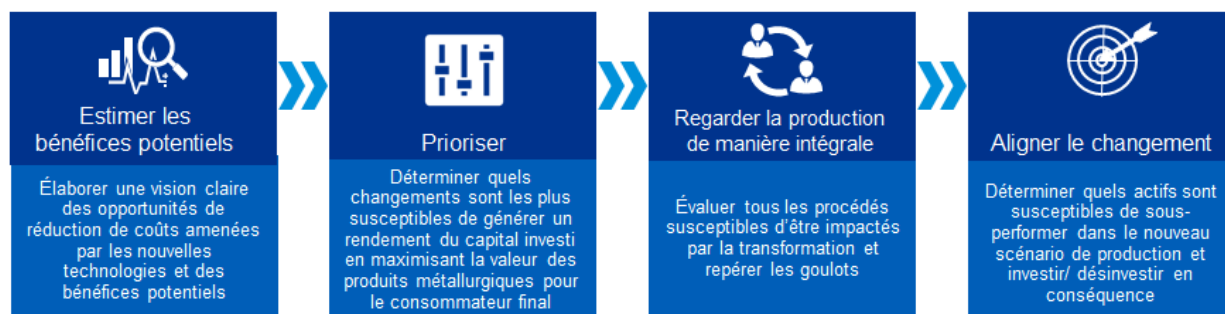 Estimer les
bénéfices potentiels
Élaborer une vision claire
des opportunités de
réduction de coûts amenées
par les nouvelles
technologies et des
bénéfices potentiels
Prioriser
Déterminer quels
changements sont les plus
susceptibles de générer un
rendement du capital investi
en maximisant la valeur des
produits métallurgiques pour
le consommateur final
Regarder la production
de manière intégrale
Évaluer tous les procédés
susceptibles d'être impactés
par la transformation et
repérer les goulots
Aligner le changement
Déterminer quels actifs sont
susceptibles de sous-
performer dans le nouveau
scénario de production et
investir/ désinvestir en
conséquence